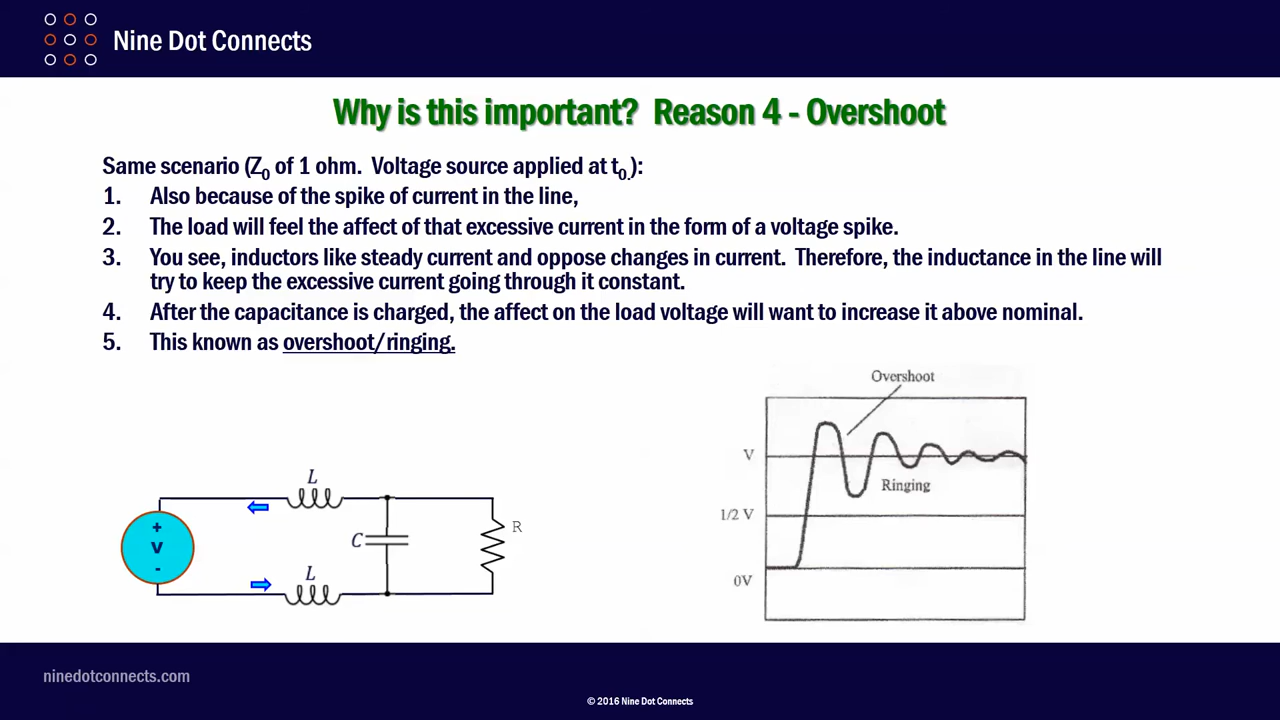 Nine Dot Connects
Why is this important? Reason 4 - Overshoot
Same scenario (Z0 of 1 ohm. Voltage source applied at t0.):
1. Also because of the spike of current in the line,
2. The load will feel the affect of that excessive current in the form of a voltage spike.
3. You see, inductors like steady current and oppose changes in current. Therefore, the inductance in the line will
try to keep the excessive current going through it constant.
4. After the capacitance is charged, the affect on the load voltage will want to increase it above nominal.
5. This known as overshoot/ringing.
Overshoot
V
Ringing
1/2 V
0V
L
+
V
-
C
R
L
ninedotconnects.com
© 2016 Nine Dot Connects